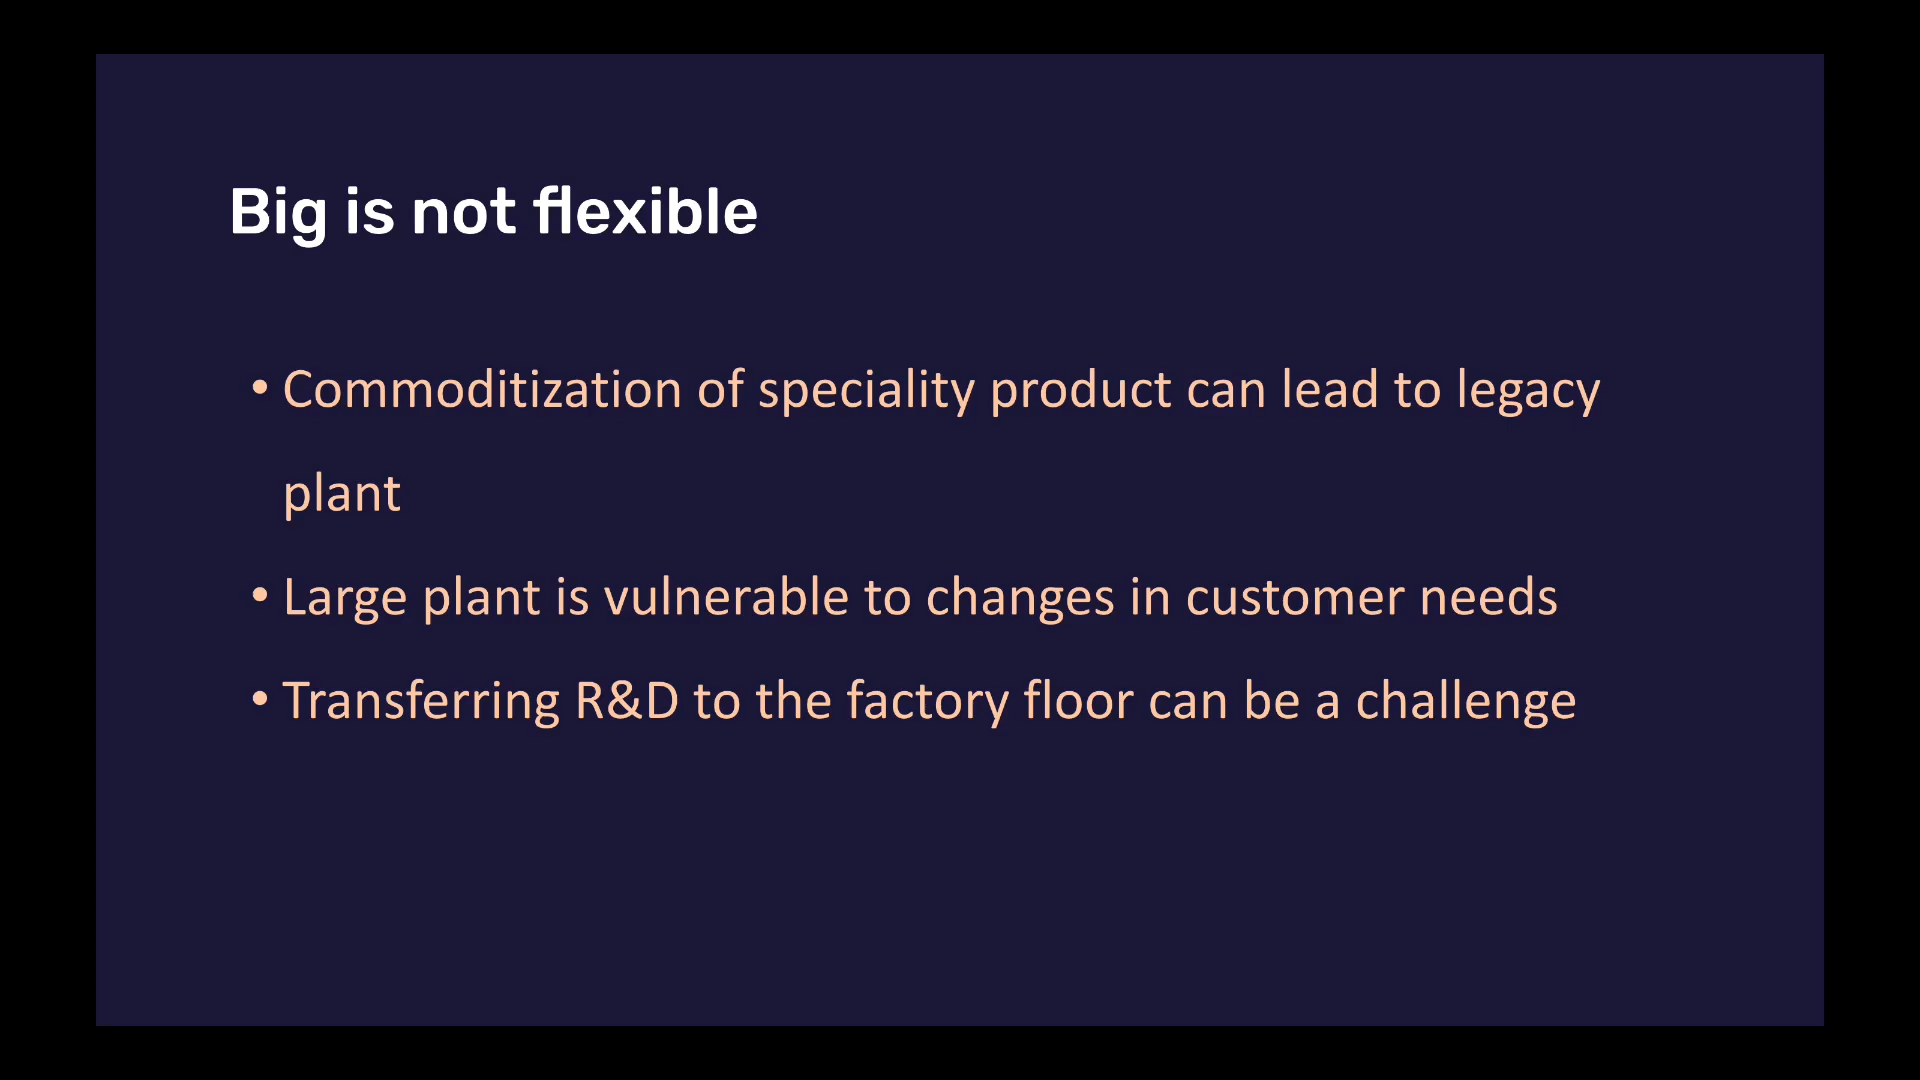 Big is not flexible
• Commoditization of speciality product can lead to legacy
plant
• Large plant is vulnerable to changes in customer needs
• Transferring R&D to the factory floor can be a challenge